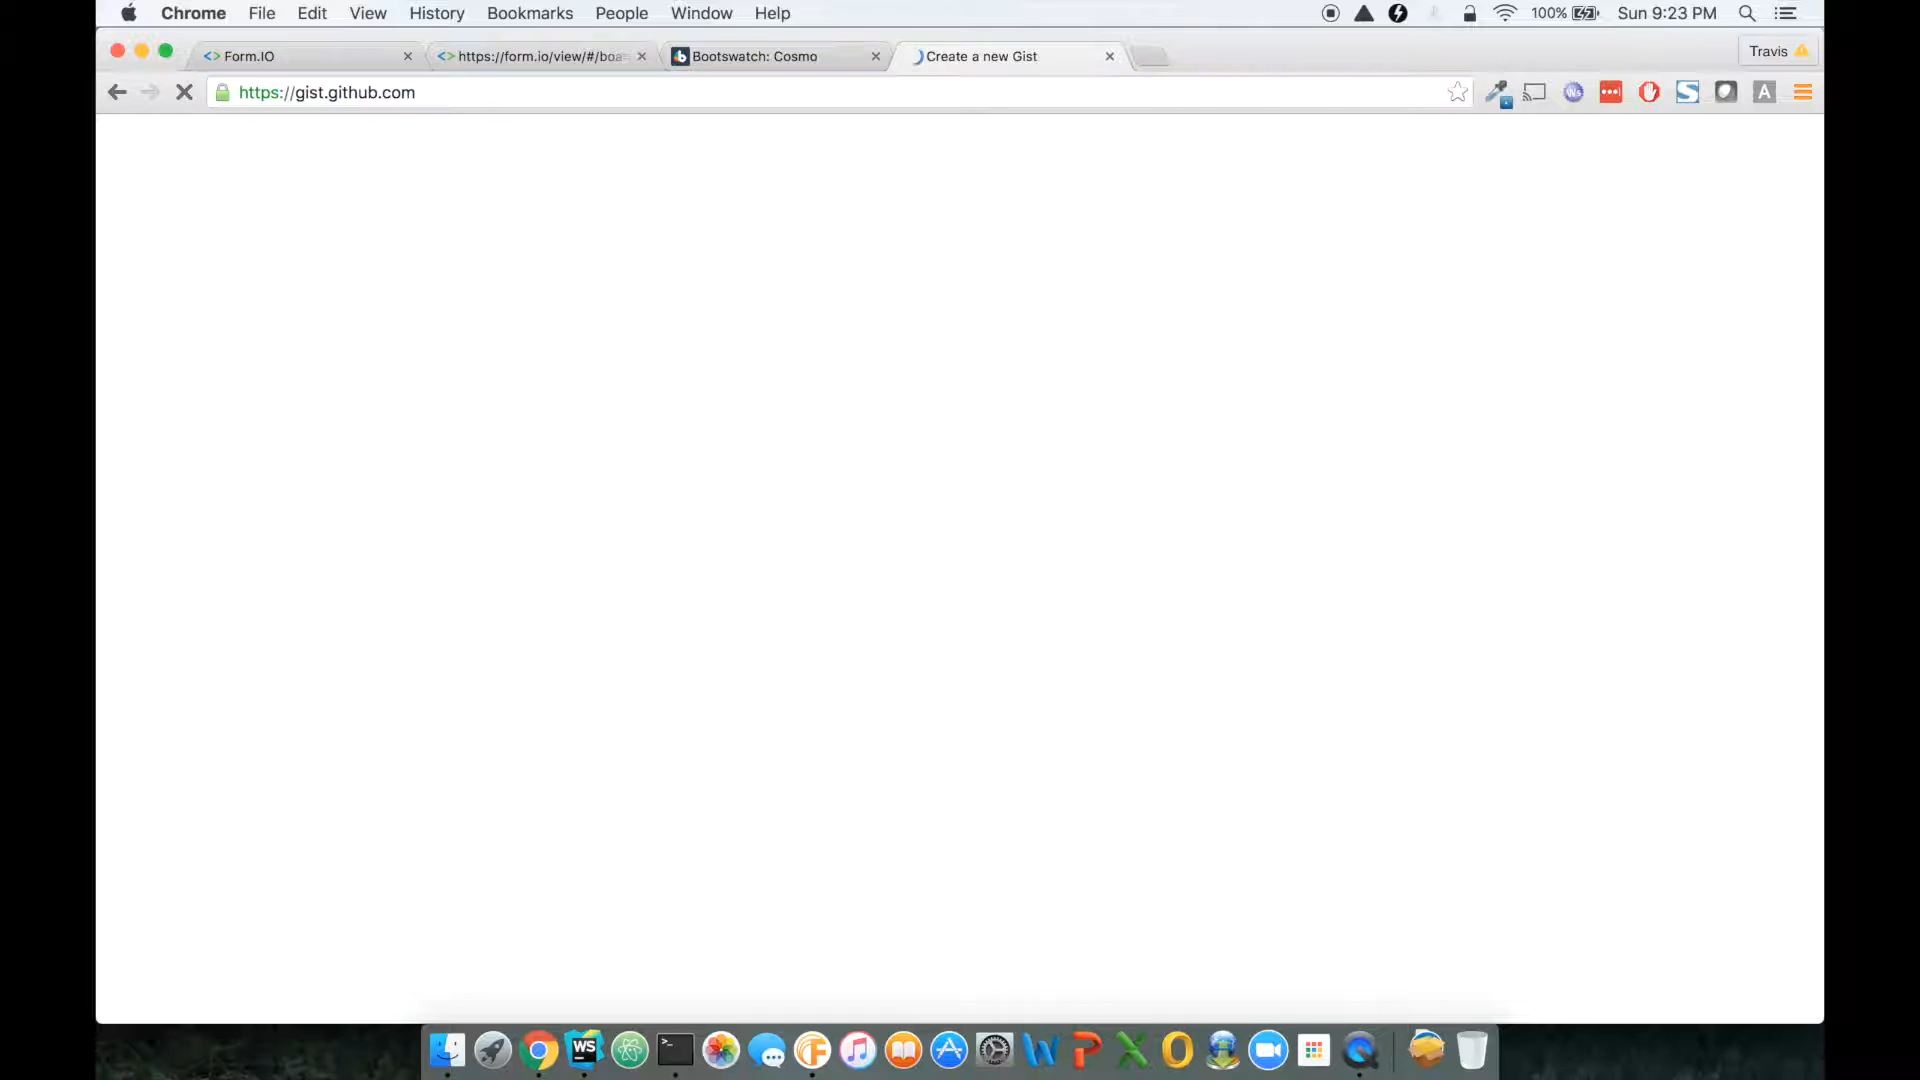 Chrome File Edit View History Bookmarks People Window Help 100% Sun 9:23 PM
<> Form.IO <> https://form.io/view/#/boa Bootswatch: Cosmo Create a new Gist Travis
https://gist.github.com